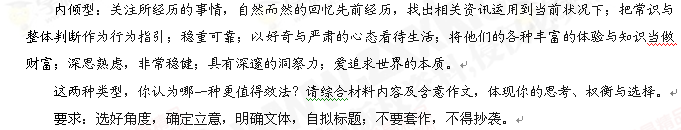 内倾型：关注所经历的事情，自然而然的回忆先前经历，找出相关资讯运用到当前状况下；把常识与
整体判断作为行为指引；稳重可靠；以好奇与严肃的心态看待生活；将他们的各种丰富的体验与知识当做
财富；深思熟虑，非常稳健；具有深邃的洞察力；爱追求世界的本质。
这两种类型，你认为哪一种更值得效法？请综合材料内容及含意作文，体现你的思考、权衡与选择。
要求：选好角度，确定立意，明确文体，自拟标题；不要套作，不得抄袭。